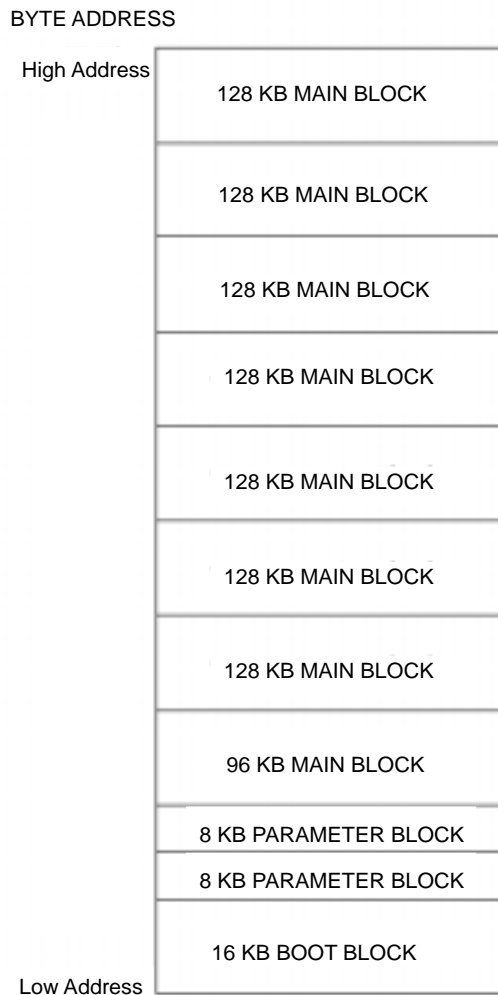 BYTE ADDRESS
High Address
128 KB MAIN BLOCK
128 KB MAIN BLOCK
128 KB MAIN BLOCK
128 KB MAIN BLOCK
128 KB MAIN BLOCK
128 KB MAIN BLOCK
128 KB MAIN BLOCK
96 KB MAIN BLOCK
8 KB PARAMETER BLOCK
8 KB PARAMETER BLOCK
16 KB BOOT BLOCK
Low Address